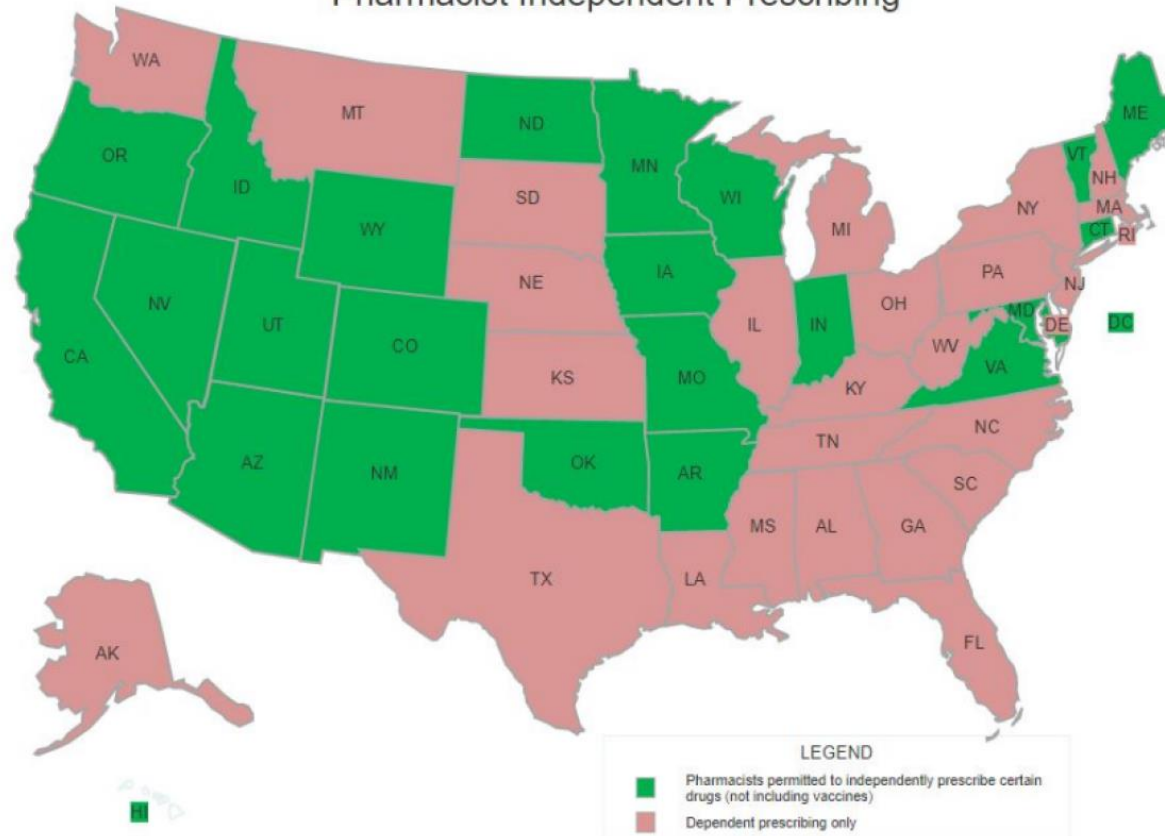 Pharmacist Independent Prescribing
WA
MT
ND
MN
ME
OR
ID
WY
SD
WI
MI
VT
NH
NY
MA
CT
RI
NV
UT
CO
NE
IA
IL
IN
OH
PA
NJ
CA
KS
MO
KY
WV
MD
DE
DC
VA
AZ
NM
OK
AR
TN
NC
SC
TX
LA
MS
AL
GA
FL
AK
HI
LEGEND
Pharmacists permitted to independently prescribe certain
drugs (not including vaccines)
Dependent prescribing only